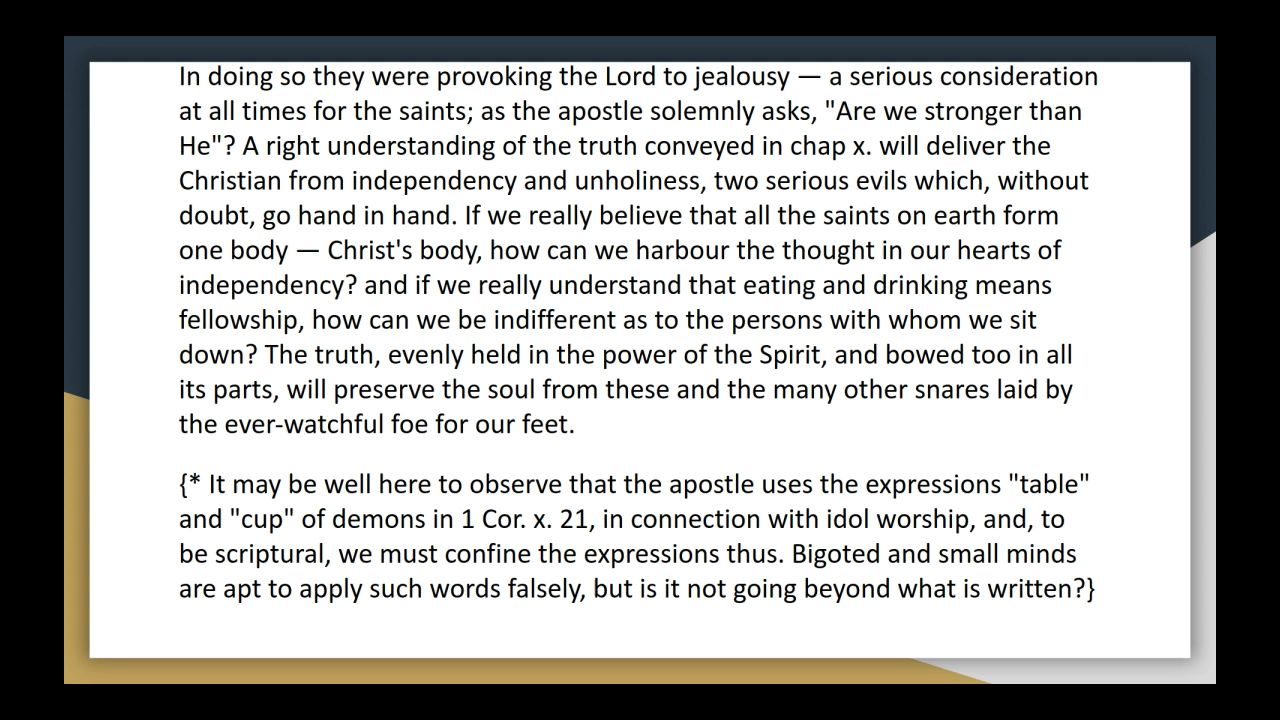 In doing so they were provoking the Lord to jealousy — a serious consideration
at all times for the saints; as the apostle solemnly asks, "Are we stronger than
He"? A right understanding of the truth conveyed in chap x. will deliver the
Christian from independency and unholiness, two serious evils which, without
doubt, go hand in hand. If we really believe that all the saints on earth form
one body — Christ's body, how can we harbour the thought in our hearts of
independency? and if we really understand that eating and drinking means
fellowship, how can we be indifferent as to the persons with whom we sit
down? The truth, evenly held in the power of the Spirit, and bowed too in all
its parts, will preserve the soul from these and the many other snares laid by
the ever-watchful foe for our feet.
{* It may be well here to observe that the apostle uses the expressions "table"
and "cup" of demons in 1 Cor. x. 21, in connection with idol worship, and, to
be scriptural, we must confine the expressions thus. Bigoted and small minds
are apt to apply such words falsely, but is it not going beyond what is written?}